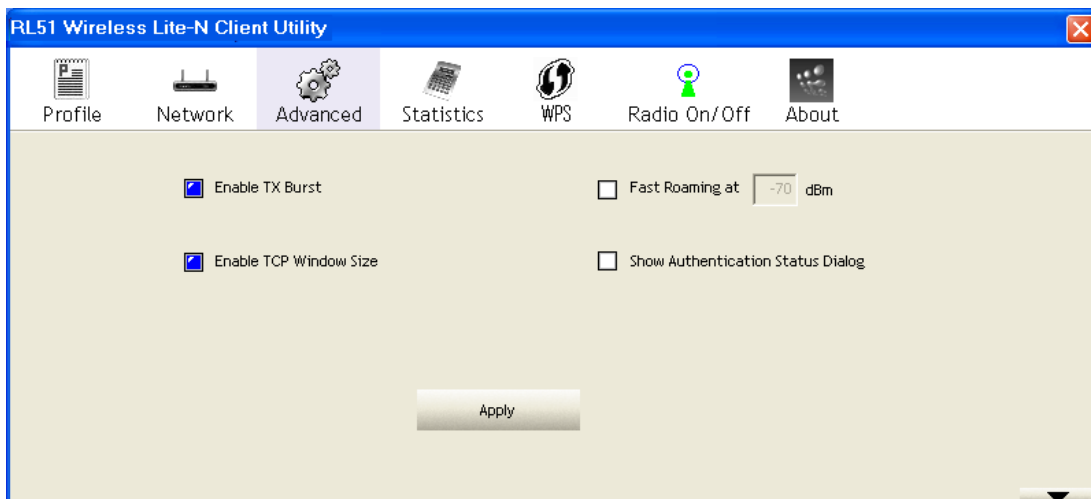 RL51 Wireless Lite-N Client Utility
Profile Network Advanced Statistics WPS Radio On/Off About
Enable TX Burst Fast Roaming at -70 dBm
Enable TCP Window Size Show Authentication Status Dialog
Apply